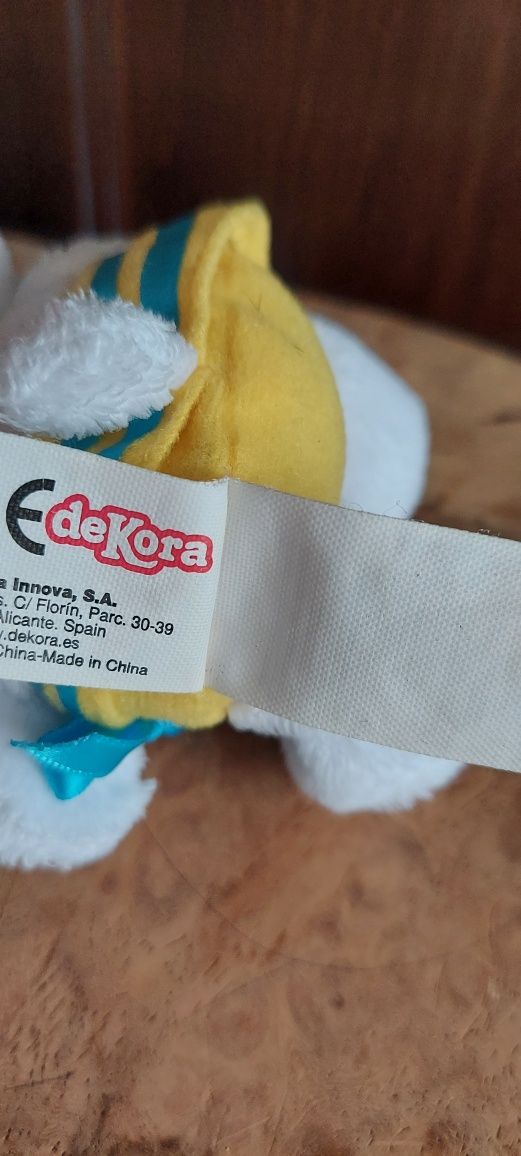 E deKora
a Innova, S.A.
s. C/ Florín, Parc. 30-39
Alicante. Spain
v.dekora.es
China-Made in China